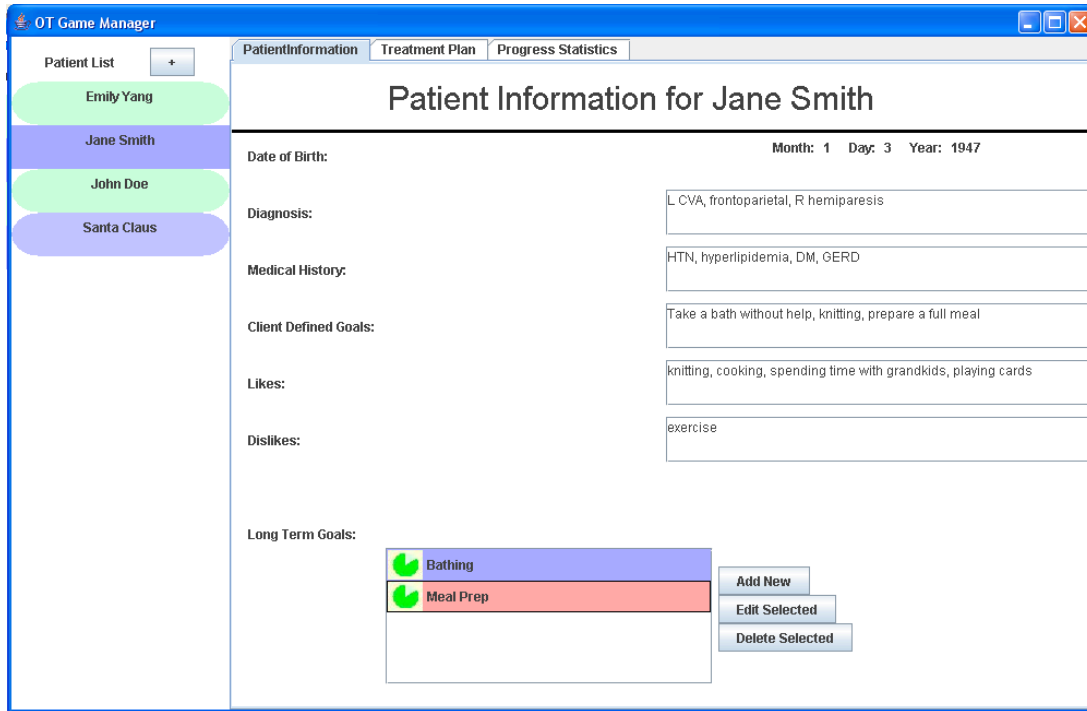 OT Game Manager
Patient List +
Emily Yang
Jane Smith
John Doe
Santa Claus
PatientInformation Treatment Plan Progress Statistics
Patient Information for Jane Smith
Date of Birth: Month: 1 Day: 3 Year: 1947
Diagnosis: L CVA, frontoparietal, R hemiparesis
Medical History: HTN, hyperlipidemia, DM, GERD
Client Defined Goals: Take a bath without help, knitting, prepare a full meal
Likes: knitting, cooking, spending time with grandkids, playing cards
Dislikes: exercise
Long Term Goals:
Bathing
Meal Prep
Add New
Edit Selected
Delete Selected